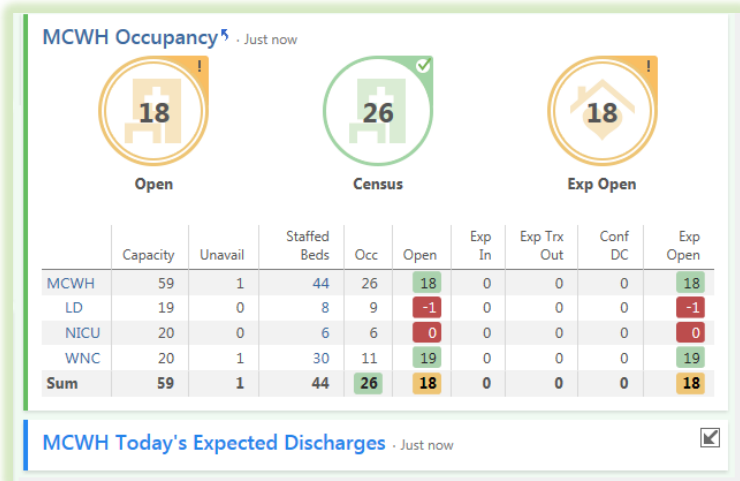 MCWH Occupancy · Just now
! !
18 26 18
Open Census Exp Open
Capacity Unavail Staffed Beds Occ Open Exp In Exp Trx Out Conf DC Exp Open
MCWH 59 1 44 26 18 0 0 0 18
LD 19 0 8 9 -1 0 0 0 -1
NICU 20 0 6 6 0 0 0 0 0
WNC 20 1 30 11 19 0 0 0 19
Sum 59 1 44 26 18 0 0 0 18
MCWH Today's Expected Discharges · Just now